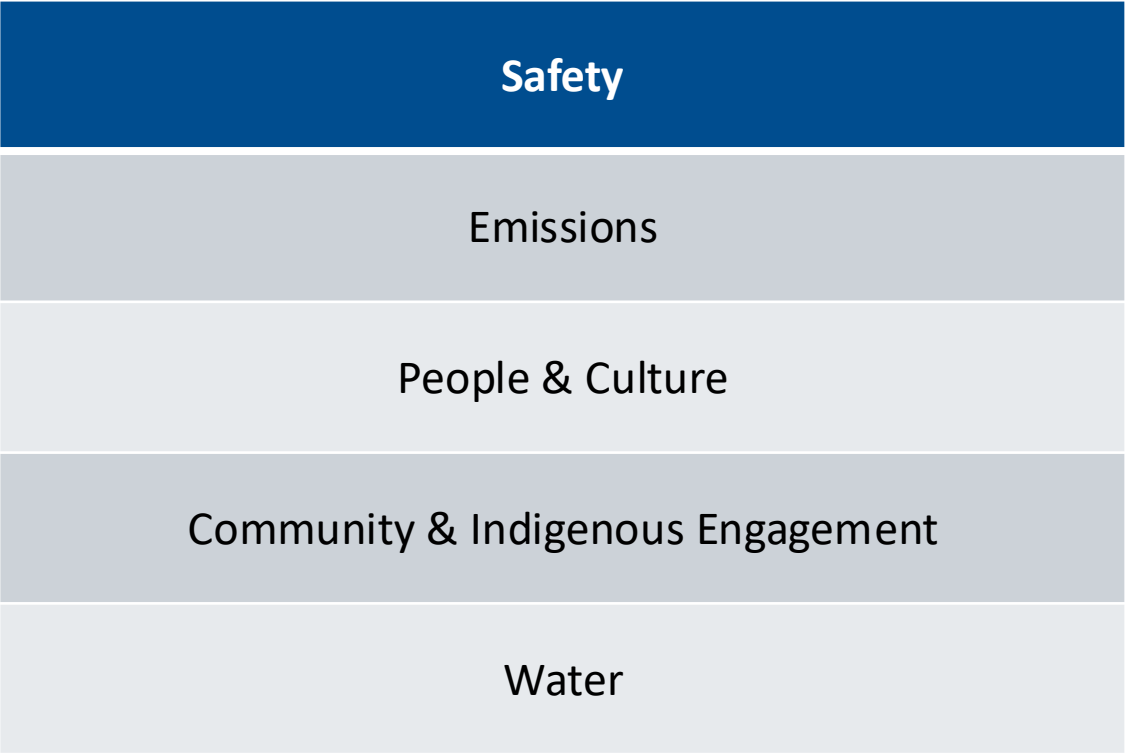 Safety
Emissions
People & Culture
Community & Indigenous Engagement
Water